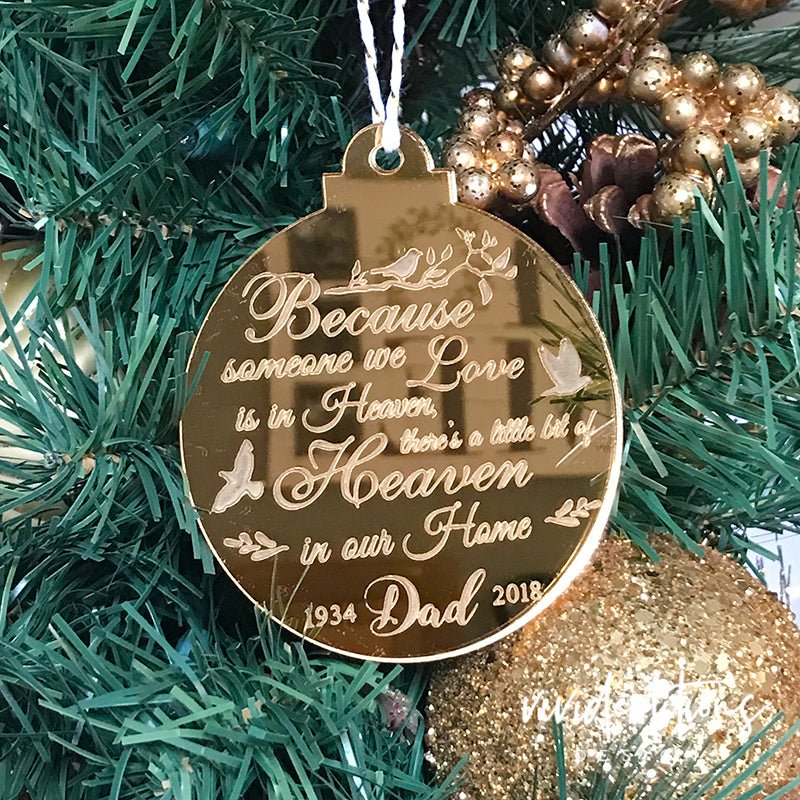 Because
someone we Love
is in Heaven,
there's a little bit of
Heaven
in our Home
1934 Dad 2018